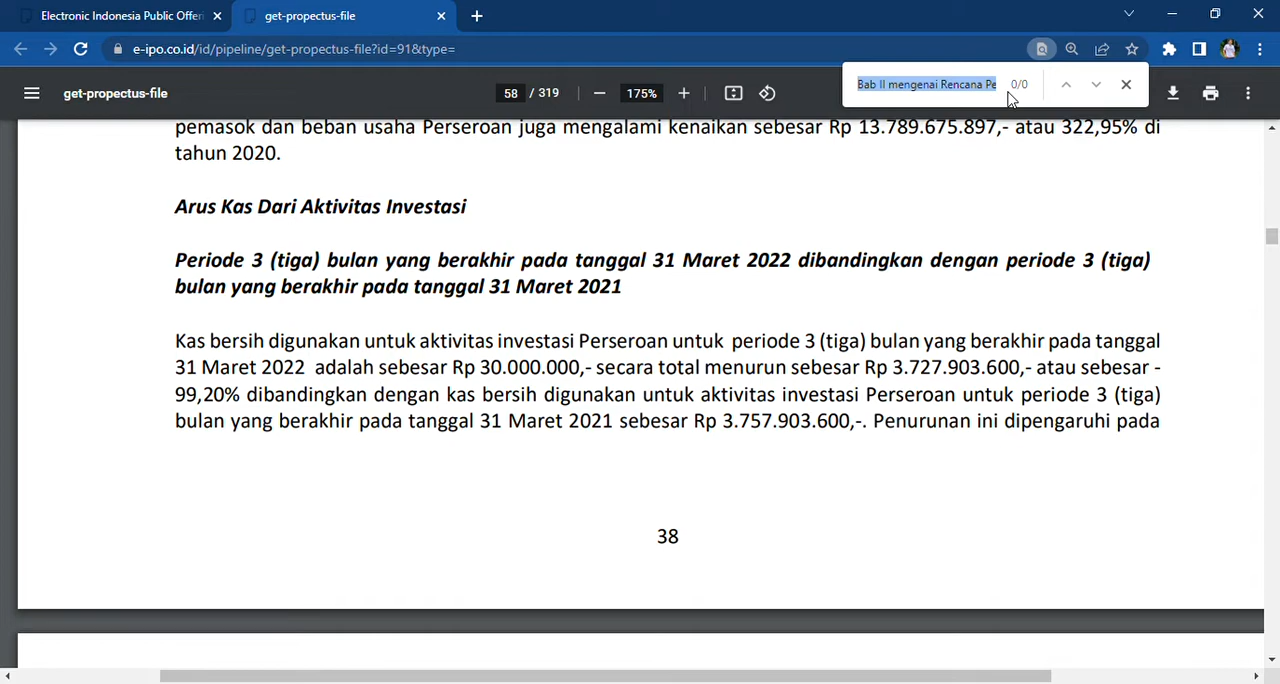 Electronic Indonesia Public Offeri
get-propectus-file
e-ipo.co.id/id/pipeline/get-propectus-file?id=91&type=
Bab II mengenai Rencana Pe 0/0
get-propectus-file
58 / 319
175%
pemasok dan beban usaha Perseroan juga mengalami kenaikan sebesar Rp 13.789.675.897,- atau 322,95% di
tahun 2020.
Arus Kas Dari Aktivitas Investasi
Periode 3 (tiga) bulan yang berakhir pada tanggal 31 Maret 2022 dibandingkan dengan periode 3 (tiga)
bulan yang berakhir pada tanggal 31 Maret 2021
Kas bersih digunakan untuk aktivitas investasi Perseroan untuk periode 3 (tiga) bulan yang berakhir pada tanggal
31 Maret 2022 adalah sebesar Rp 30.000.000,- secara total menurun sebesar Rp 3.727.903.600,- atau sebesar -
99,20% dibandingkan dengan kas bersih digunakan untuk aktivitas investasi Perseroan untuk periode 3 (tiga)
bulan yang berakhir pada tanggal 31 Maret 2021 sebesar Rp 3.757.903.600,-. Penurunan ini dipengaruhi pada
38